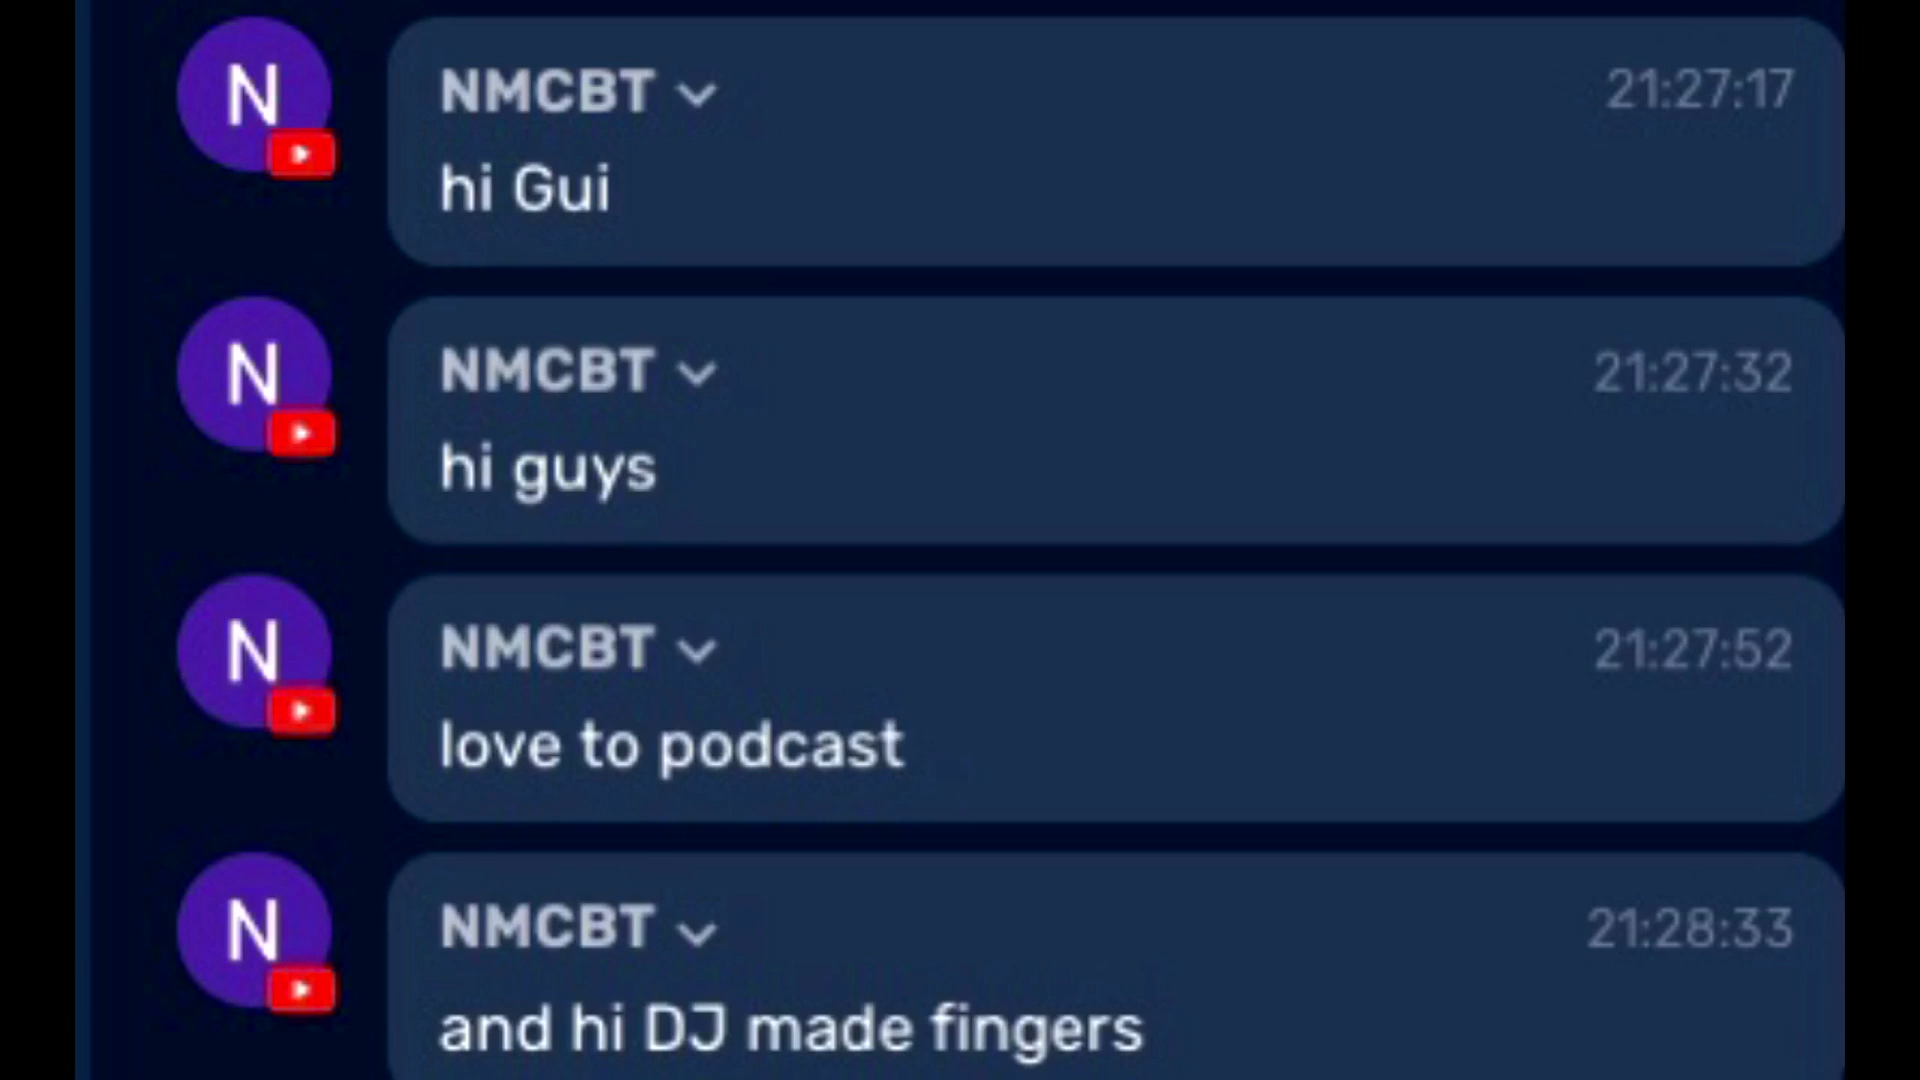 N
NMCBT 21:27:17
hi Gui
N
NMCBT 21:27:32
hi guys
N
NMCBT 21:27:52
love to podcast
N
NMCBT 21:28:33
and hi DJ made fingers